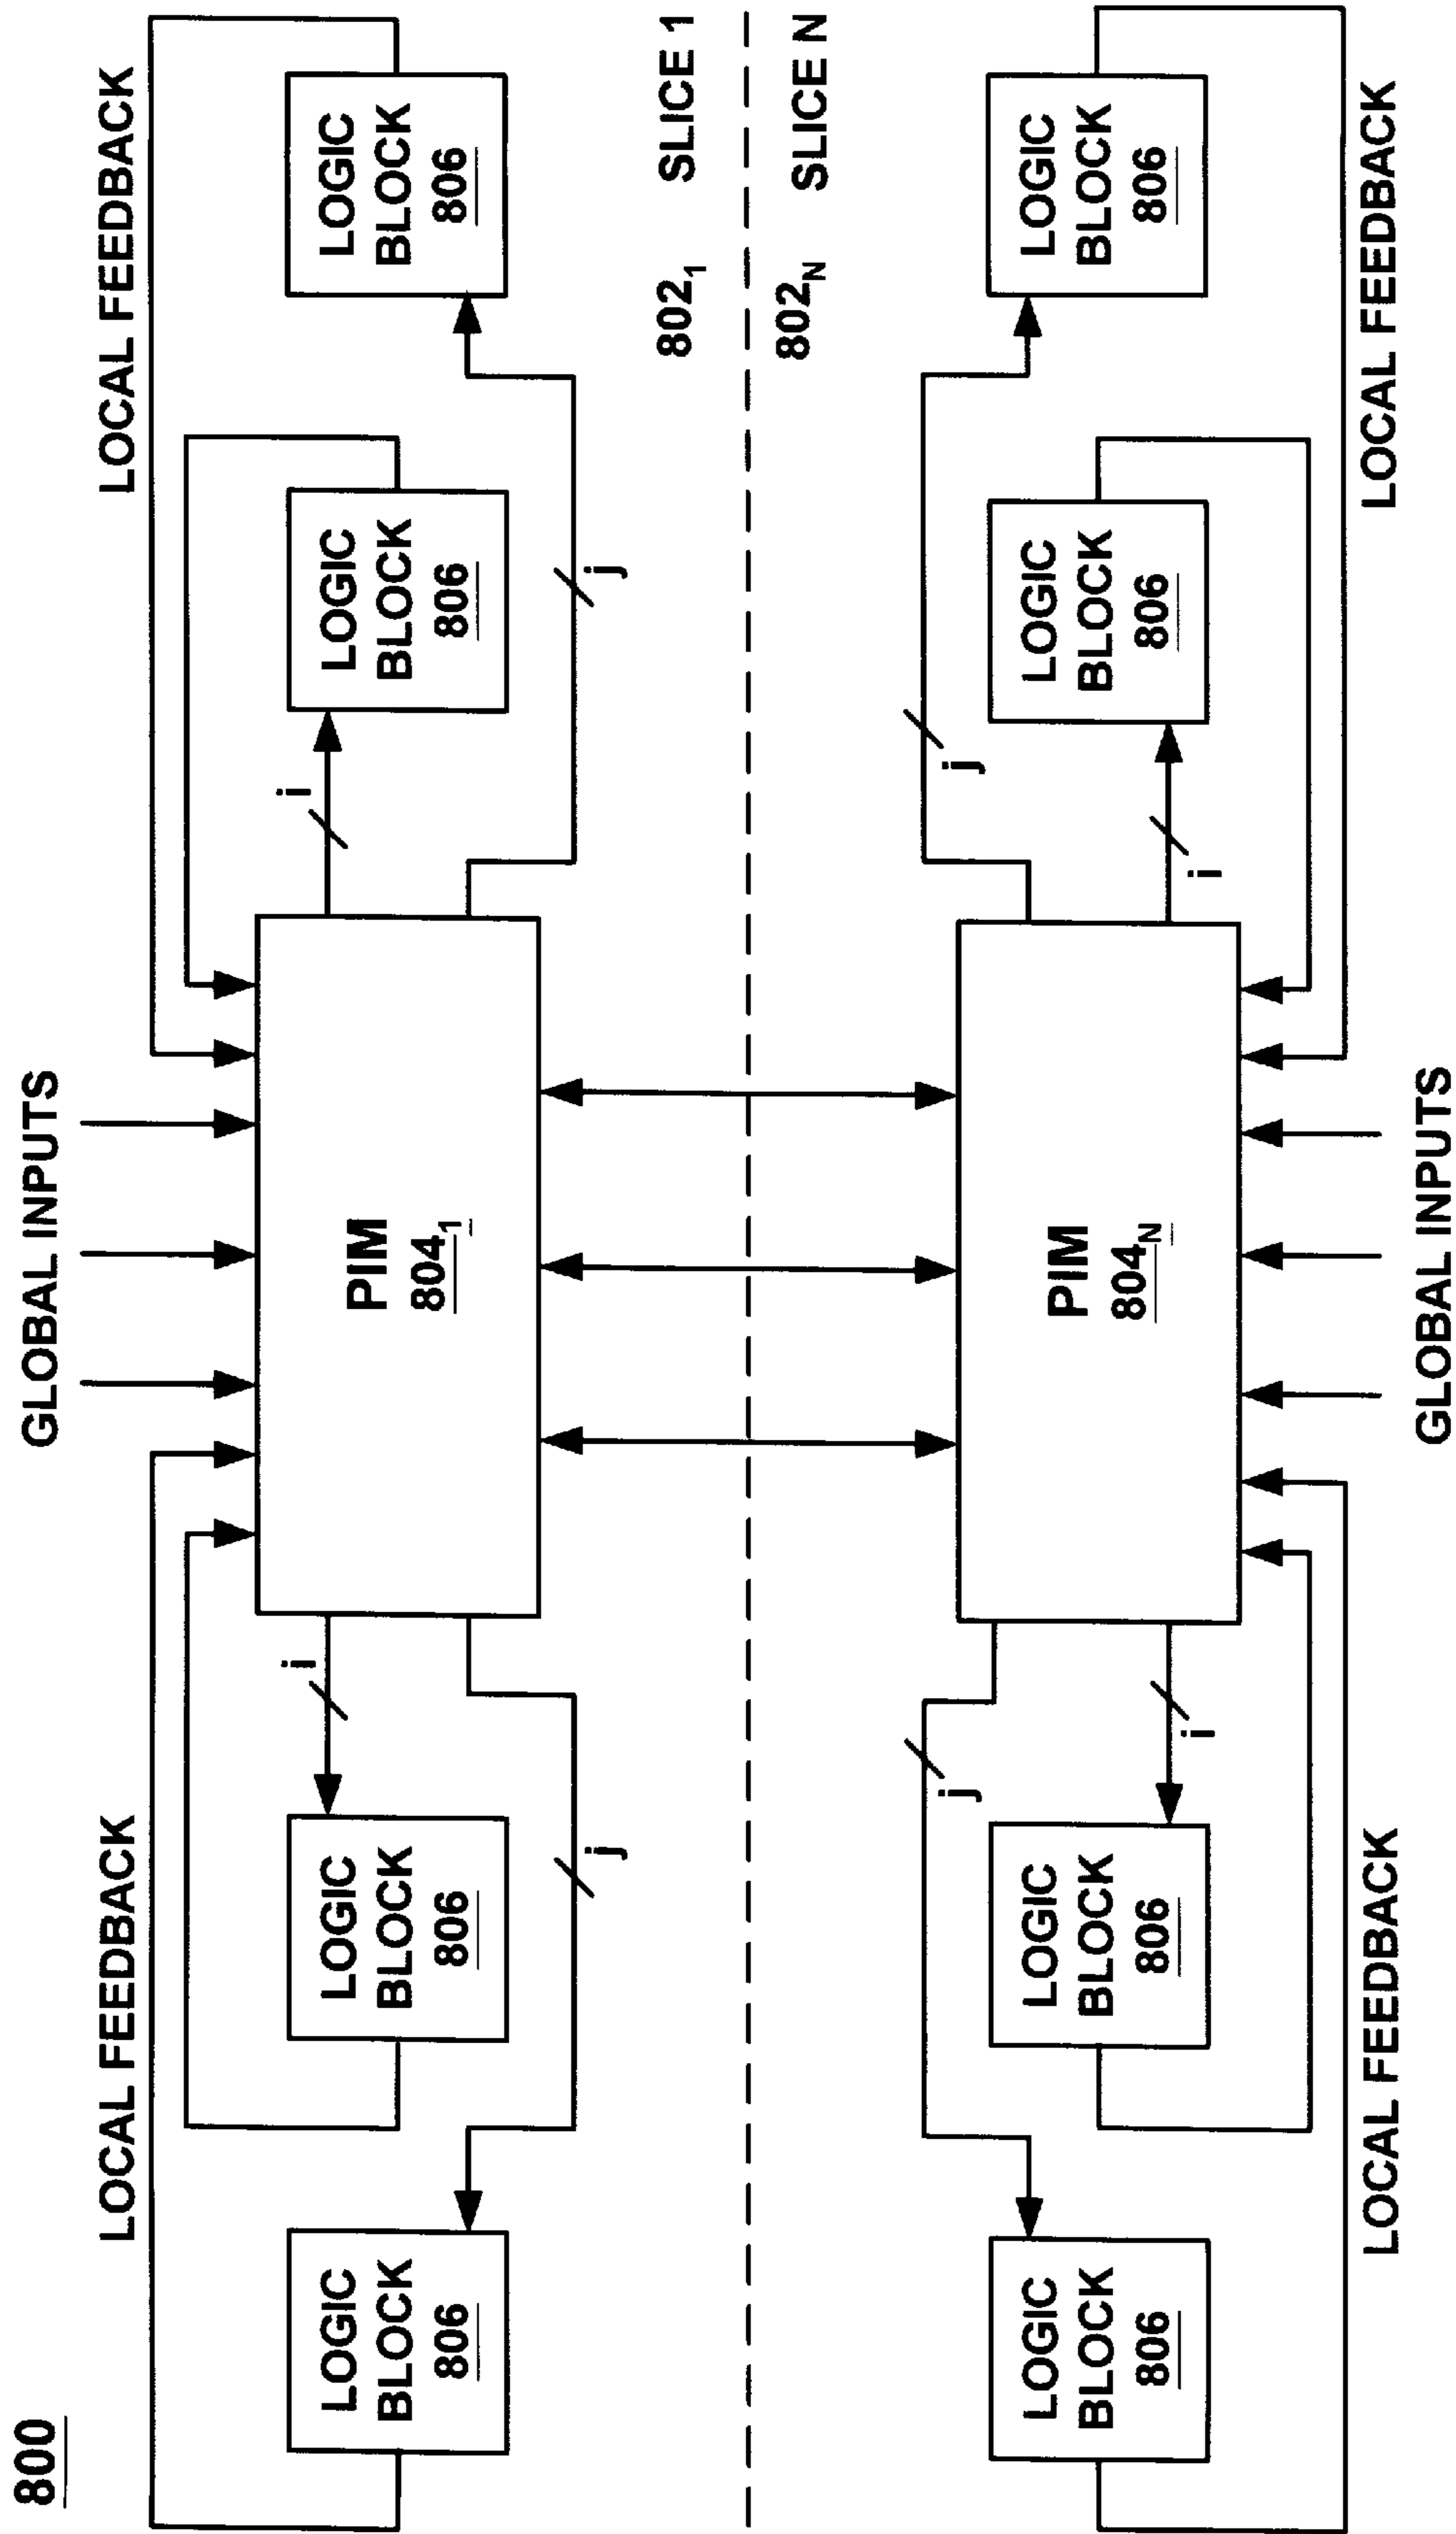 800
GLOBAL INPUTS
LOCAL FEEDBACK
LOCAL FEEDBACK
LOGIC
BLOCK
806
LOGIC
BLOCK
806
i
PIM
804₁
i
LOGIC
BLOCK
806
LOGIC
BLOCK
806
j
j
802₁ SLICE 1
802N SLICE N
j
j
LOGIC
BLOCK
806
LOGIC
BLOCK
806
i
PIM
804N
i
LOGIC
BLOCK
806
LOGIC
BLOCK
806
LOCAL FEEDBACK
LOCAL FEEDBACK
GLOBAL INPUTS